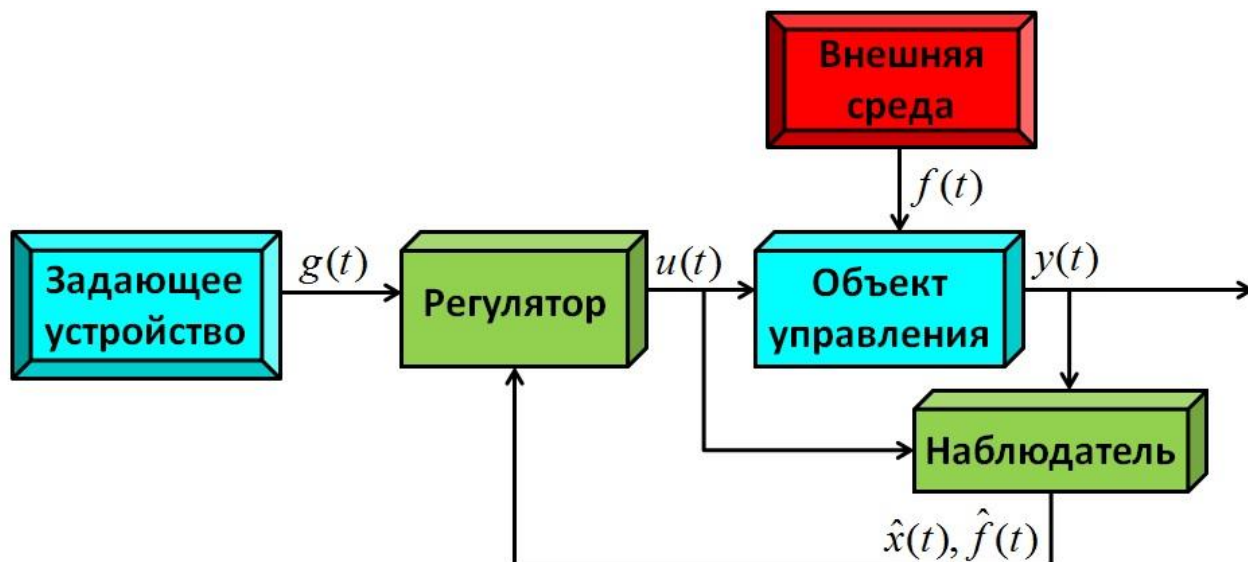 Внешняя
среда
f(t)
Задающее
устройство
g(t)
Регулятор
u(t)
Объект
управления
y(t)
Наблюдатель
x̂(t), f̂(t)